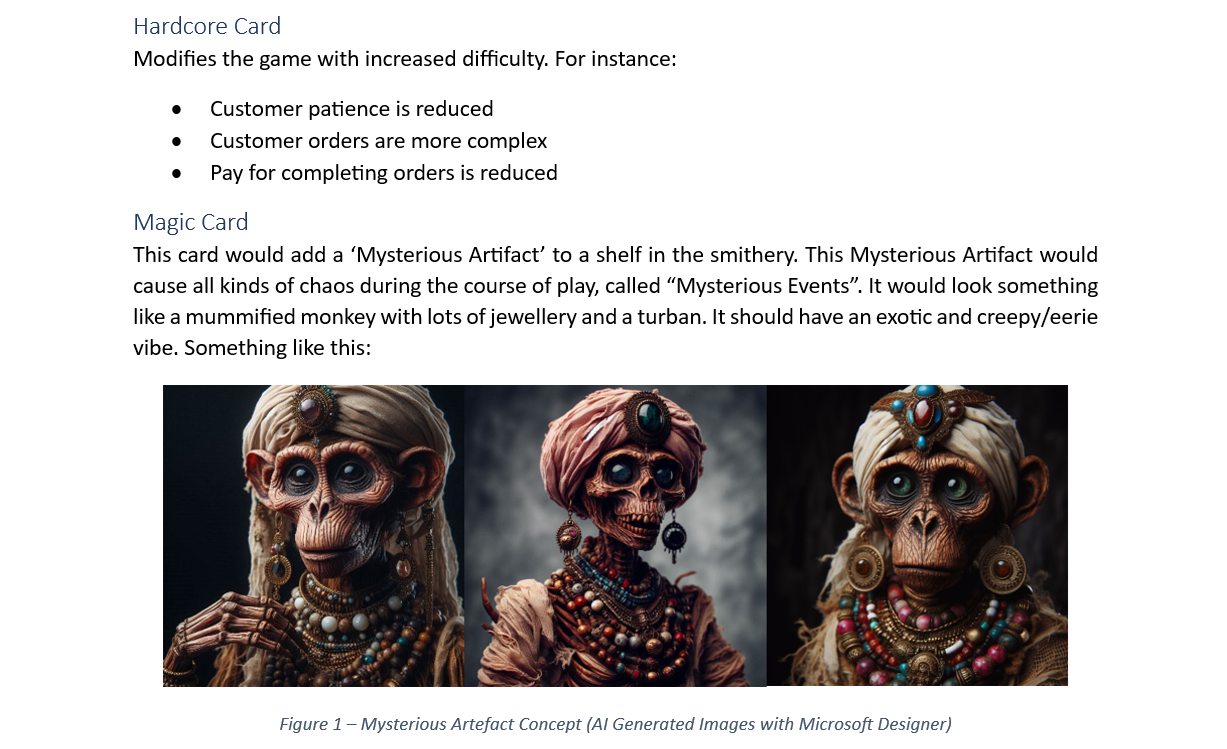 Hardcore Card
Modifies the game with increased difficulty. For instance:
• Customer patience is reduced
• Customer orders are more complex
• Pay for completing orders is reduced
Magic Card
This card would add a ‘Mysterious Artifact’ to a shelf in the smithery. This Mysterious Artifact would
cause all kinds of chaos during the course of play, called “Mysterious Events”. It would look something
like a mummified monkey with lots of jewellery and a turban. It should have an exotic and creepy/eerie
vibe. Something like this:
Figure 1 – Mysterious Artefact Concept (AI Generated Images with Microsoft Designer)